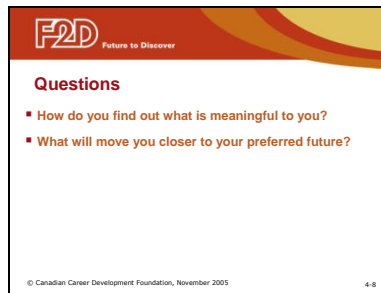 F2D Future to Discover
Questions
▪ How do you find out what is meaningful to you?
▪ What will move you closer to your preferred future?
© Canadian Career Development Foundation, November 2005 4-8